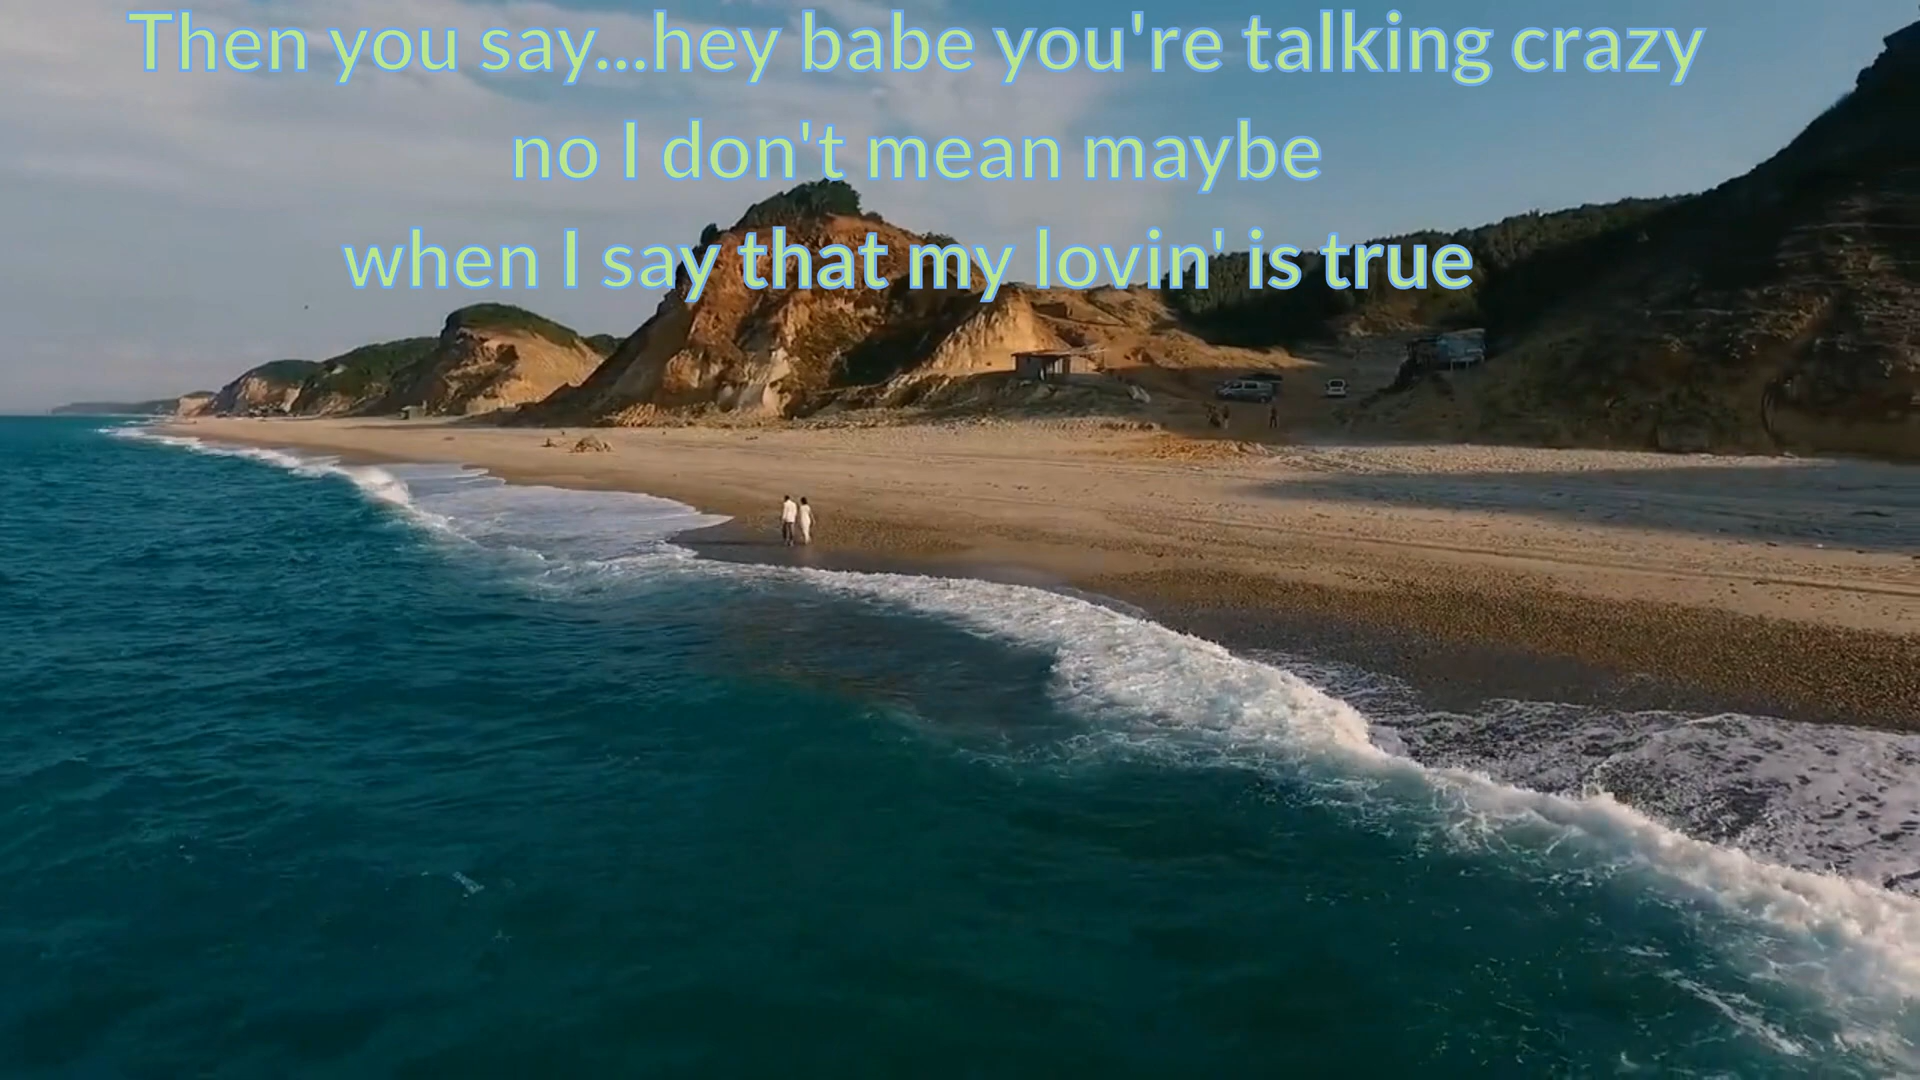 Then you say...hey babe you're talking crazy
no I don't mean maybe
when I say that my lovin' is true